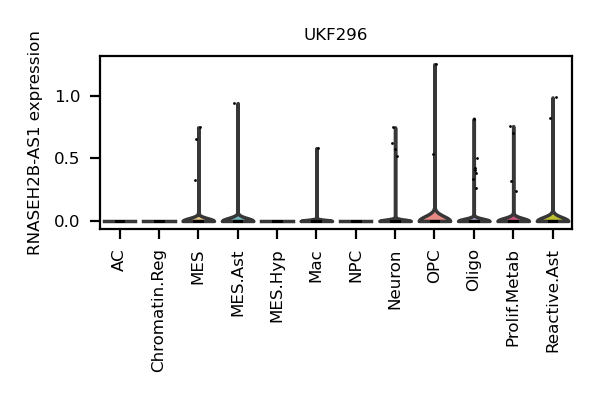 UKF296
RNASEH2B-AS1 expression
1.0
0.5
0.0
AC
Chromatin.Reg
MES
MES.Ast
MES.Hyp
Mac
NPC
Neuron
OPC
Oligo
Prolif.Metab
Reactive.Ast